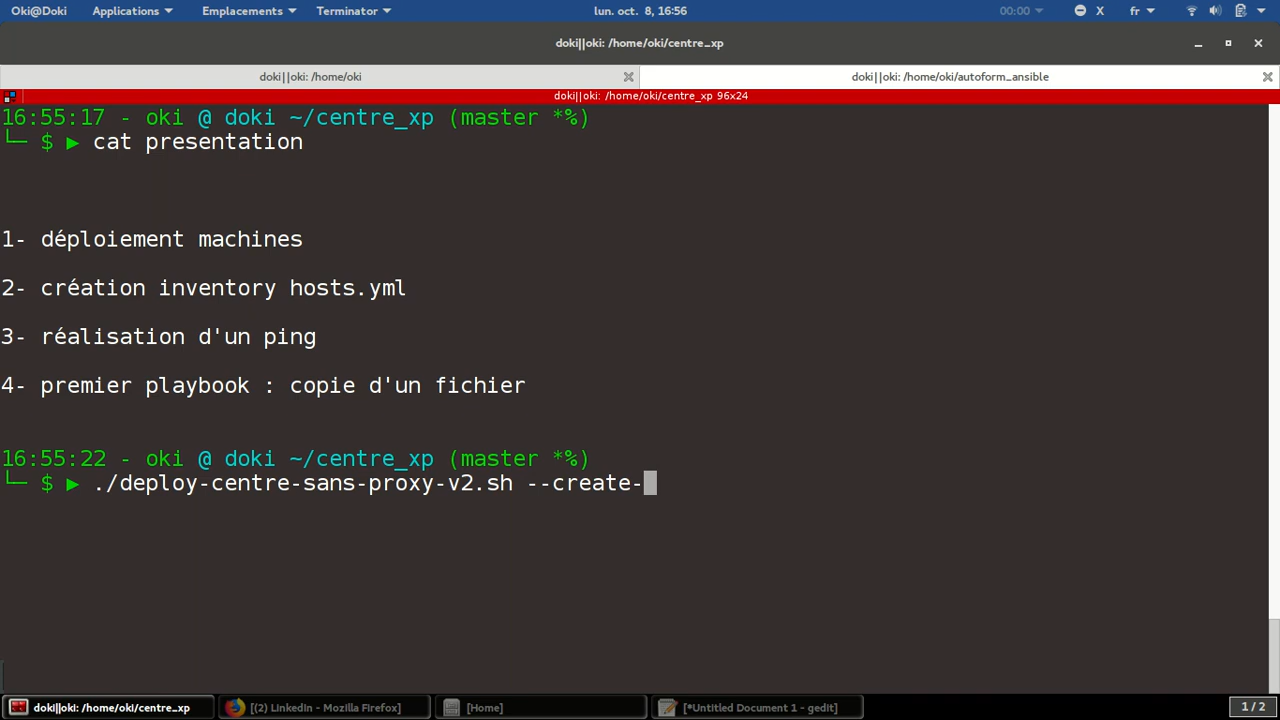 Oki@Doki Applications Emplacements Terminator lun. oct. 8, 16:56 00:00 X fr
doki||oki: /home/oki/centre_xp
doki||oki: /home/oki doki||oki: /home/oki/autoform_ansible
doki||oki: /home/oki/centre_xp 96x24
16:55:17 - oki @ doki ~/centre_xp (master *%)
└─ $ ▶ cat presentation
1- déploiement machines
2- création inventory hosts.yml
3- réalisation d'un ping
4- premier playbook : copie d'un fichier
16:55:22 - oki @ doki ~/centre_xp (master *%)
└─ $ ▶ ./deploy-centre-sans-proxy-v2.sh --create-
doki||oki: /home/oki/centre_xp [(2) LinkedIn - Mozilla Firefox] [Home] [*Untitled Document 1 - gedit] 1 / 2